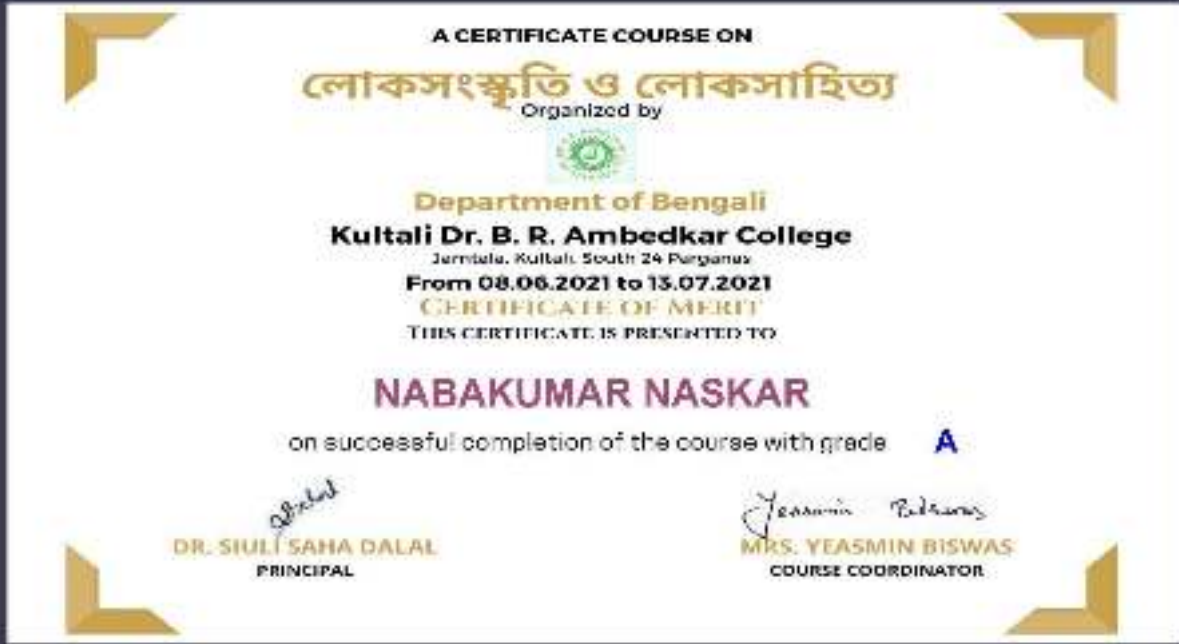 A CERTIFICATE COURSE ON
লোকসংস্কৃতি ও লোকসাহিত্য
Organized by
Department of Bengali
Kultali Dr. B. R. Ambedkar College
Jamtala, Kultali, South 24 Parganas
From 08.06.2021 to 13.07.2021
CERTIFICATE OF MERIT
THIS CERTIFICATE IS PRESENTED TO
NABAKUMAR NASKAR
on successful completion of the course with grade A
Yeasmin Biswas
DR. SIULI SAHA DALAL
MRS. YEASMIN BISWAS
PRINCIPAL
COURSE COORDINATOR